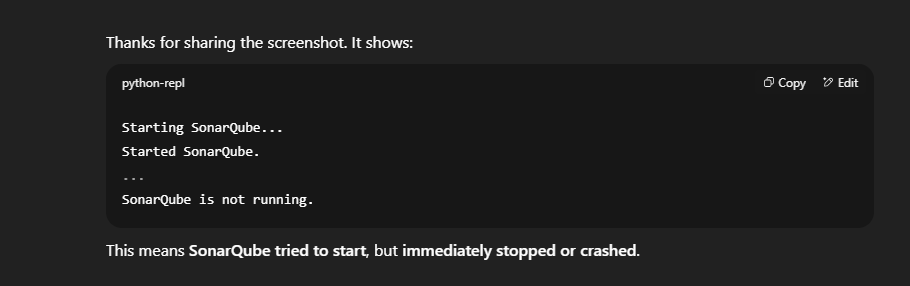 Thanks for sharing the screenshot. It shows:
python-repl
Copy
Edit
Starting SonarQube...
Started SonarQube.
...
SonarQube is not running.
This means SonarQube tried to start, but immediately stopped or crashed.